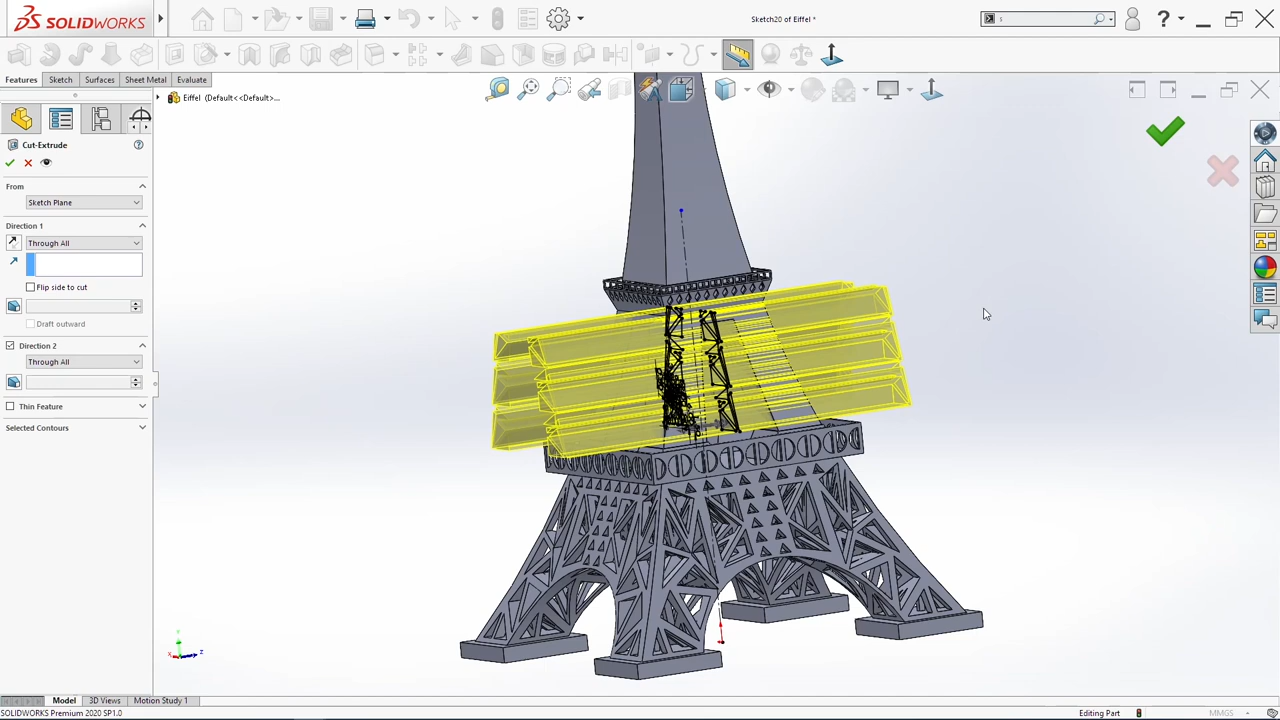 SOLIDWORKS
Sketch20 of Eiffel *
s
Features
Sketch
Surfaces
Sheet Metal
Evaluate
Eiffel (Default<<Default>...
Cut-Extrude
From
Sketch Plane
Direction 1
Through All
Flip side to cut
Draft outward
Direction 2
Through All
Thin Feature
Selected Contours
Y
X
Z
Model
3D Views
Motion Study 1
SOLIDWORKS Premium 2020 SP1.0
Editing Part
MMGS